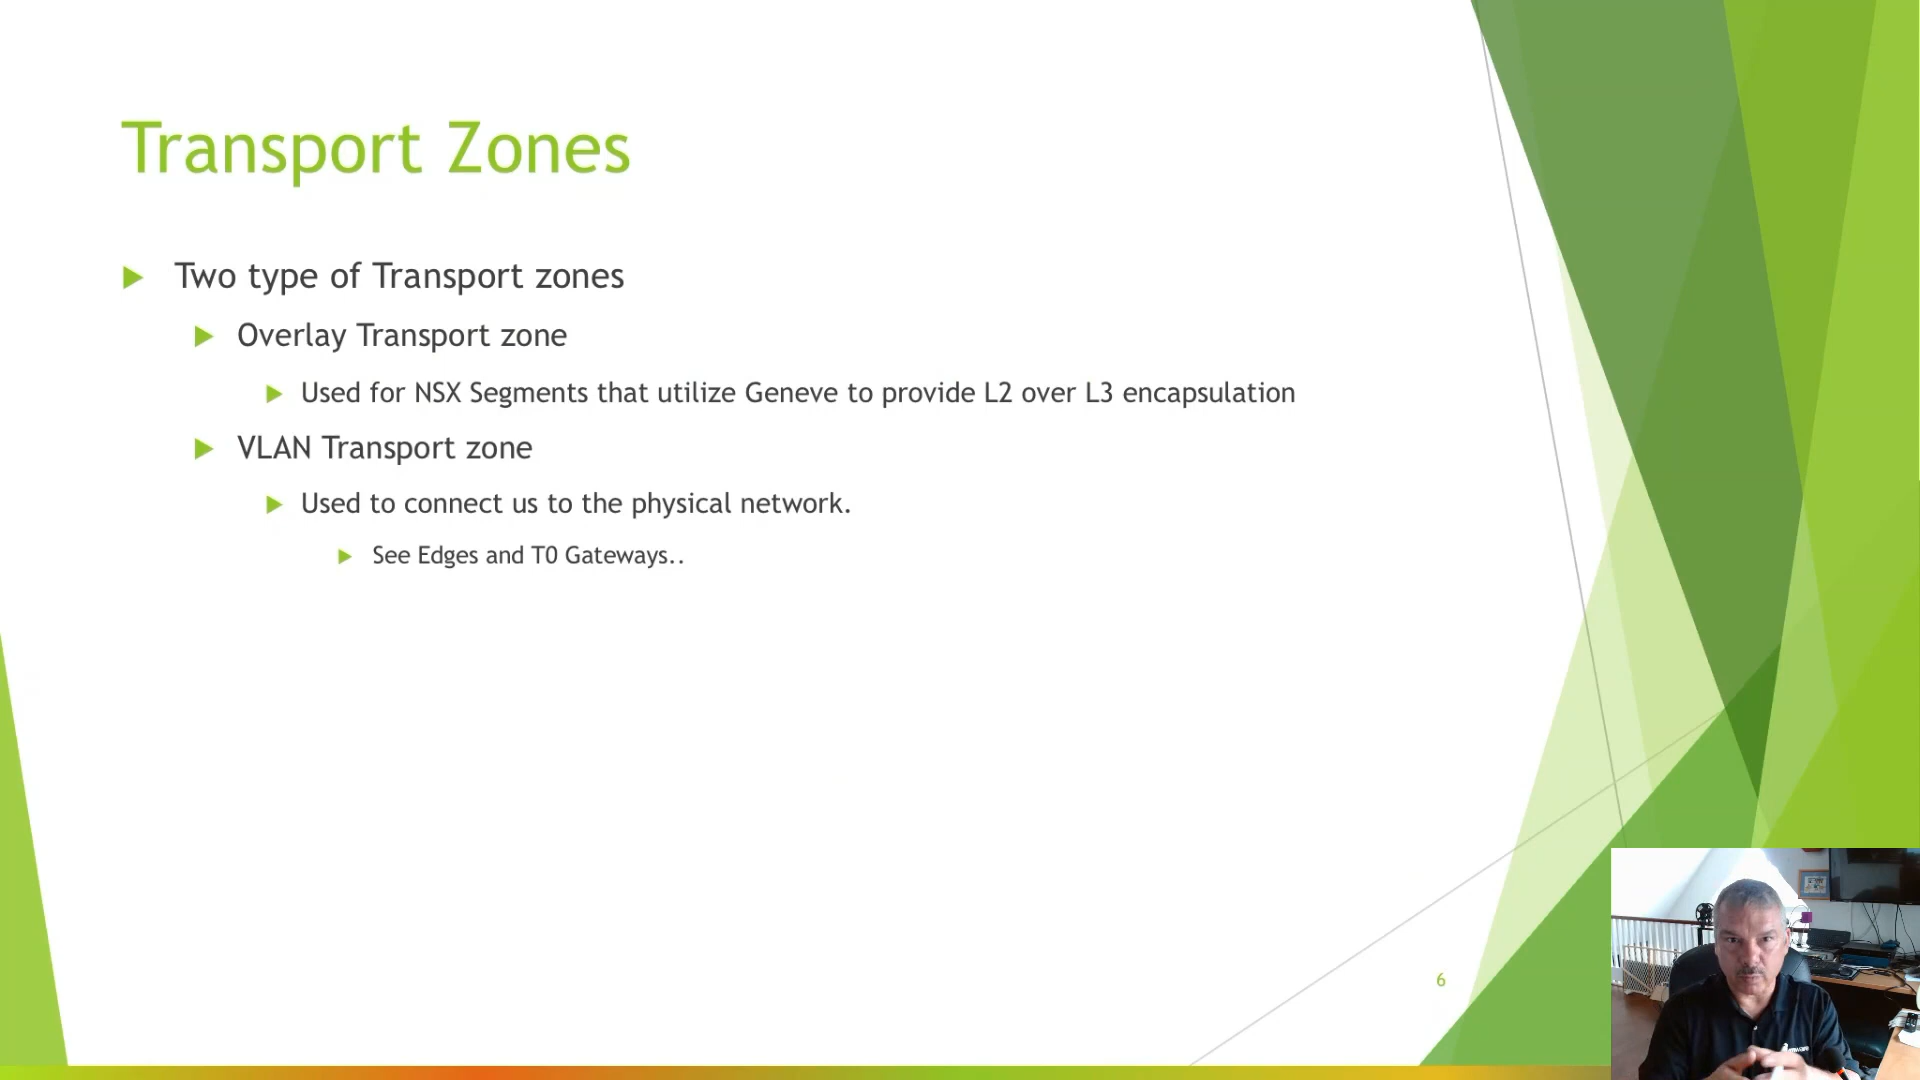 Transport Zones
Two type of Transport zones
Overlay Transport zone
Used for NSX Segments that utilize Geneve to provide L2 over L3 encapsulation
VLAN Transport zone
Used to connect us to the physical network.
See Edges and T0 Gateways..
6